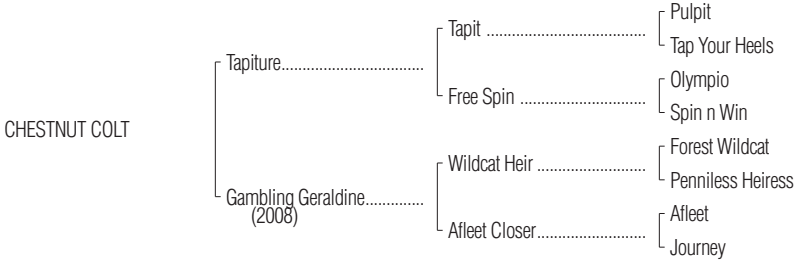 Pulpit
Tapit ...................................
Tap Your Heels
Tapiture...............................
Olympio
Free Spin ............................
Spin n Win
CHESTNUT COLT
Forest Wildcat
Wildcat Heir ........................
Penniless Heiress
Gambling Geraldine.............
(2008)
Afleet
Afleet Closer........................
Journey